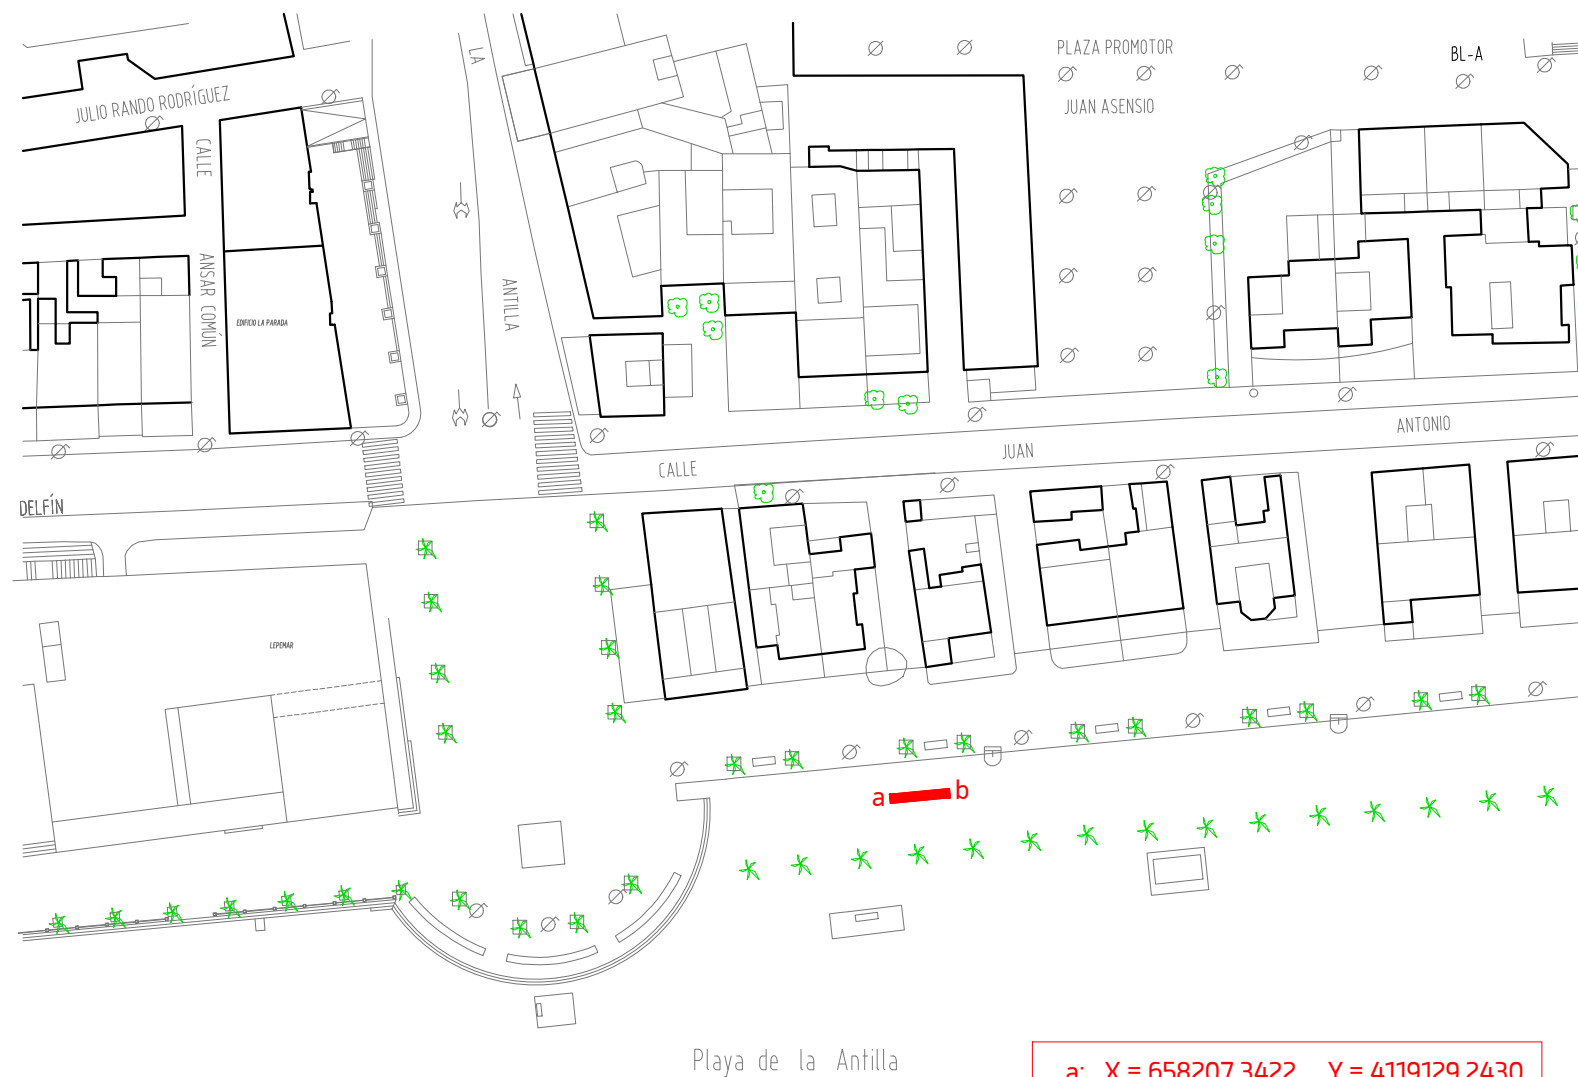 PLAZA PROMOTOR
BL-A
LA
JULIO RANDO RODRÍGUEZ
JUAN ASENSIO
CALLE
ANSAR COMÚN
ANTILLA
EDIFICIO LA PARADA
CALLE
JUAN
ANTONIO
DELFÍN
LEPEMAR
a
b
Playa de la Antilla
a: X = 658207.3422 Y = 4119129.2430